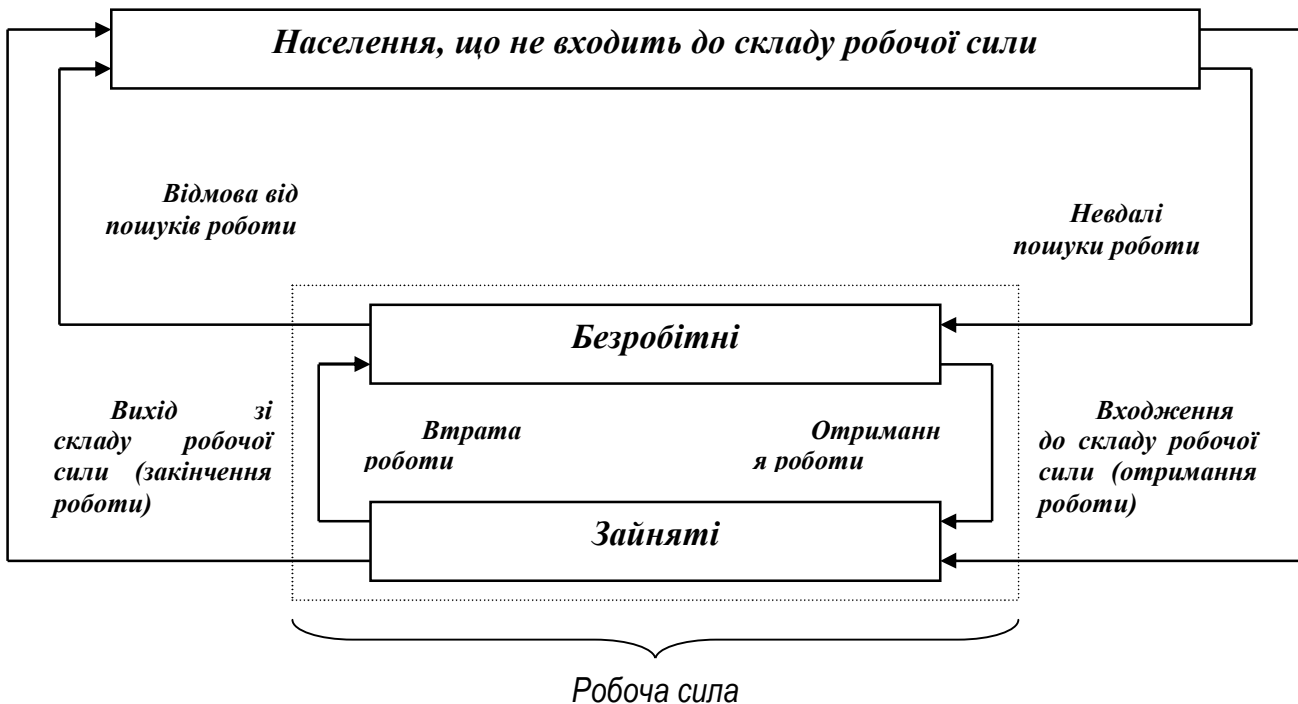 Населення, що не входить до складу робочої сили
Відмова від
пошуків роботи
Невдалі
пошуки роботи
Безробітні
Вихід зі
складу робочої
сили (закінчення
роботи)
Втрата
роботи
Отриманн
я роботи
Входження
до складу робочої
сили (отримання
роботи)
Зайняті
Робоча сила